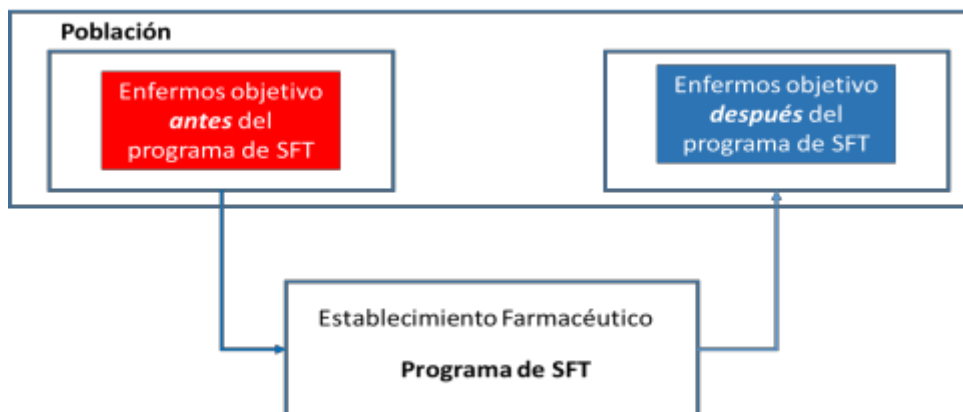 Población
Enfermos objetivo
antes del
programa de SFT
Enfermos objetivo
después del
programa de SFT
Establecimiento Farmacéutico
Programa de SFT